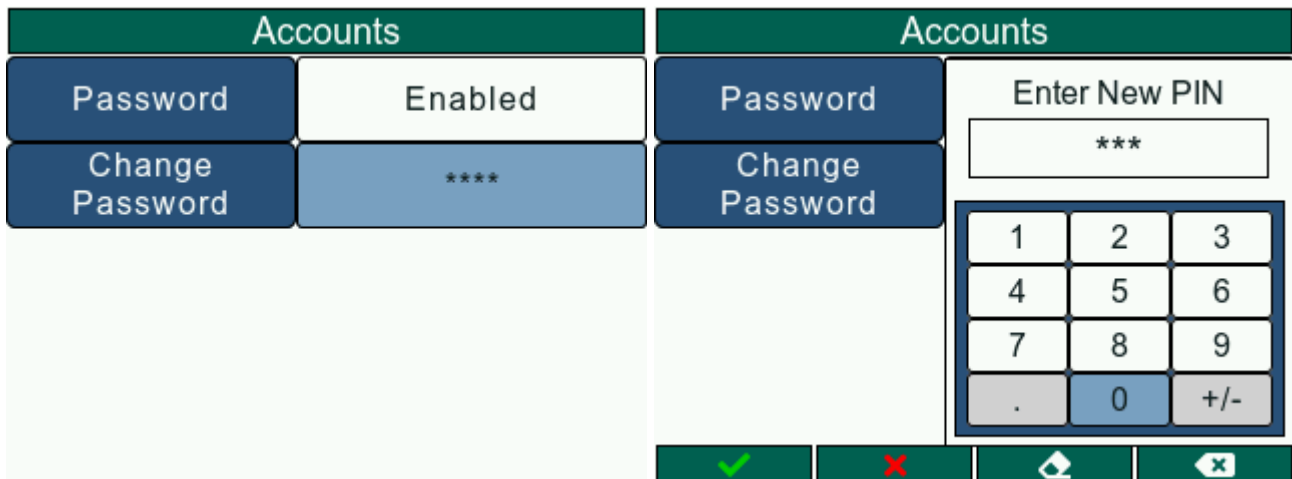 Accounts
Password
Enabled
Change
Password
****
Accounts
Password
Change
Password
Enter New PIN
***
1 2 3
4 5 6
7 8 9
. 0 +/-